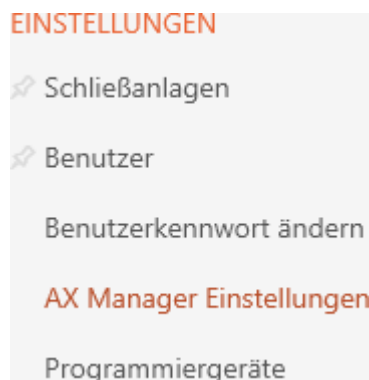 EINSTELLUNGEN
Schließanlagen
Benutzer
Benutzerkennwort ändern
AX Manager Einstellungen
Programmiergeräte